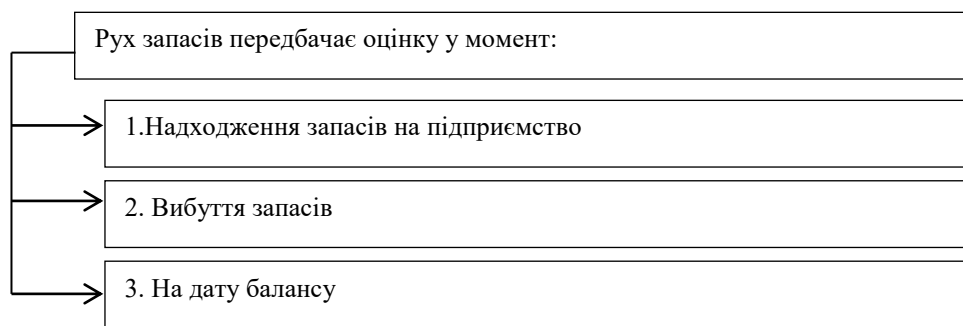 Рух запасів передбачає оцінку у момент:
1.Надходження запасів на підприємство
2. Вибуття запасів
3. На дату балансу